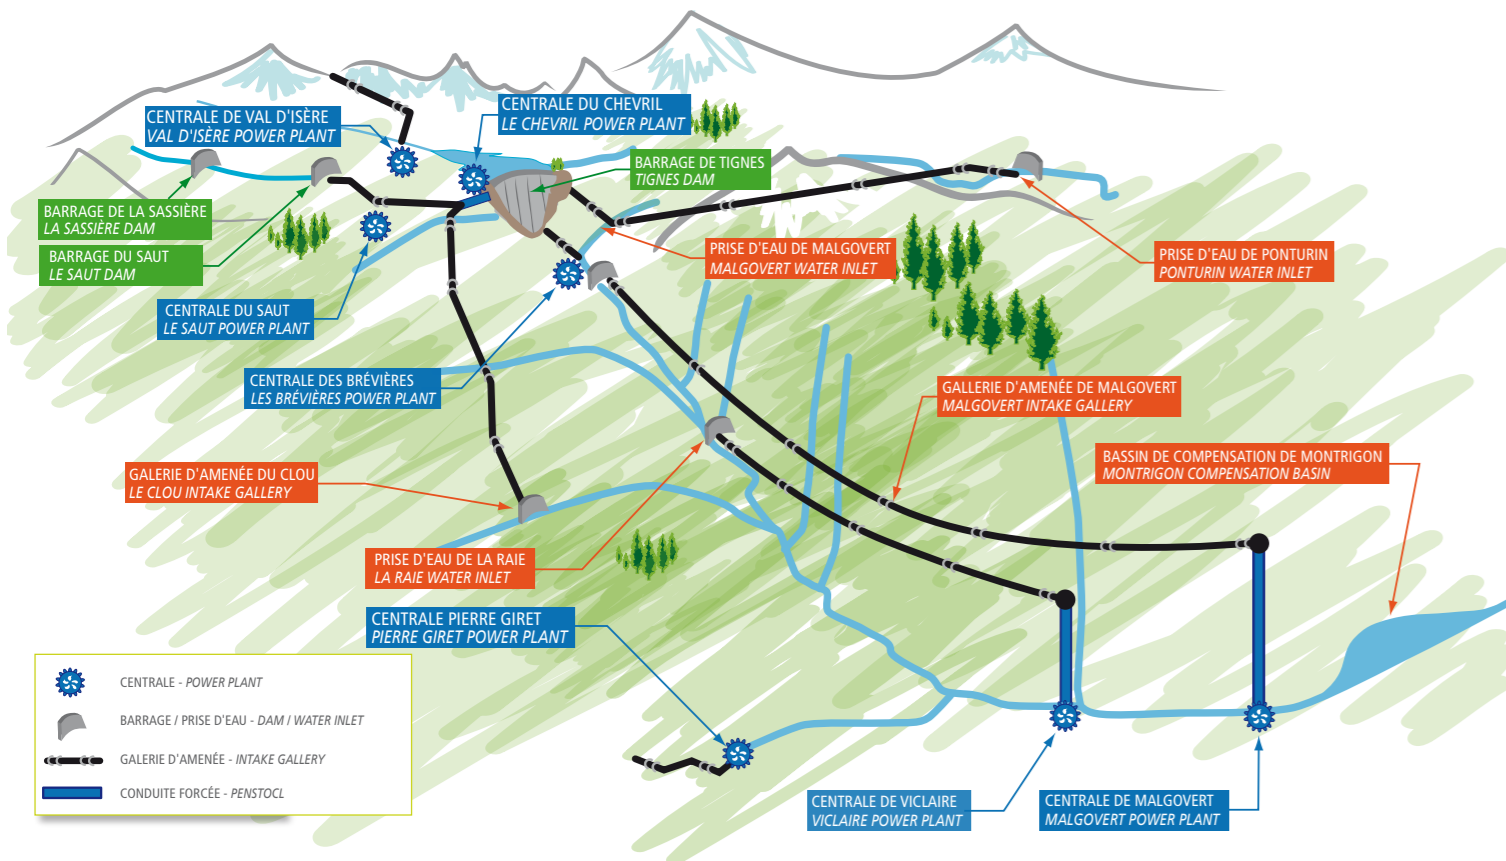 CENTRALE DE VAL D'ISÈRE
VAL D'ISÈRE POWER PLANT
CENTRALE DU CHEVRIL
LE CHEVRIL POWER PLANT
BARRAGE DE TIGNES
TIGNES DAM
BARRAGE DE LA SASSIÈRE
LA SASSIÈRE DAM
BARRAGE DU SAUT
LE SAUT DAM
PRISE D'EAU DE MALGOVERT
MALGOVERT WATER INLET
PRISE D'EAU DE PONTURIN
PONTURIN WATER INLET
CENTRALE DU SAUT
LE SAUT POWER PLANT
CENTRALE DES BRÉVIÈRES
LES BRÉVIÈRES POWER PLANT
GALLERIE D'AMENÉE DE MALGOVERT
MALGOVERT INTAKE GALLERY
BASSIN DE COMPENSATION DE MONTRIGON
MONTRIGON COMPENSATION BASIN
GALERIE D'AMENÉE DU CLOU
LE CLOU INTAKE GALLERY
PRISE D'EAU DE LA RAIE
LA RAIE WATER INLET
CENTRALE PIERRE GIRET
PIERRE GIRET POWER PLANT
CENTRALE - POWER PLANT
BARRAGE / PRISE D'EAU - DAM / WATER INLET
GALERIE D'AMENÉE - INTAKE GALLERY
CONDUITE FORCÉE - PENSTOCL
CENTRALE DE VICLAIRE
VICLAIRE POWER PLANT
CENTRALE DE MALGOVERT
MALGOVERT POWER PLANT